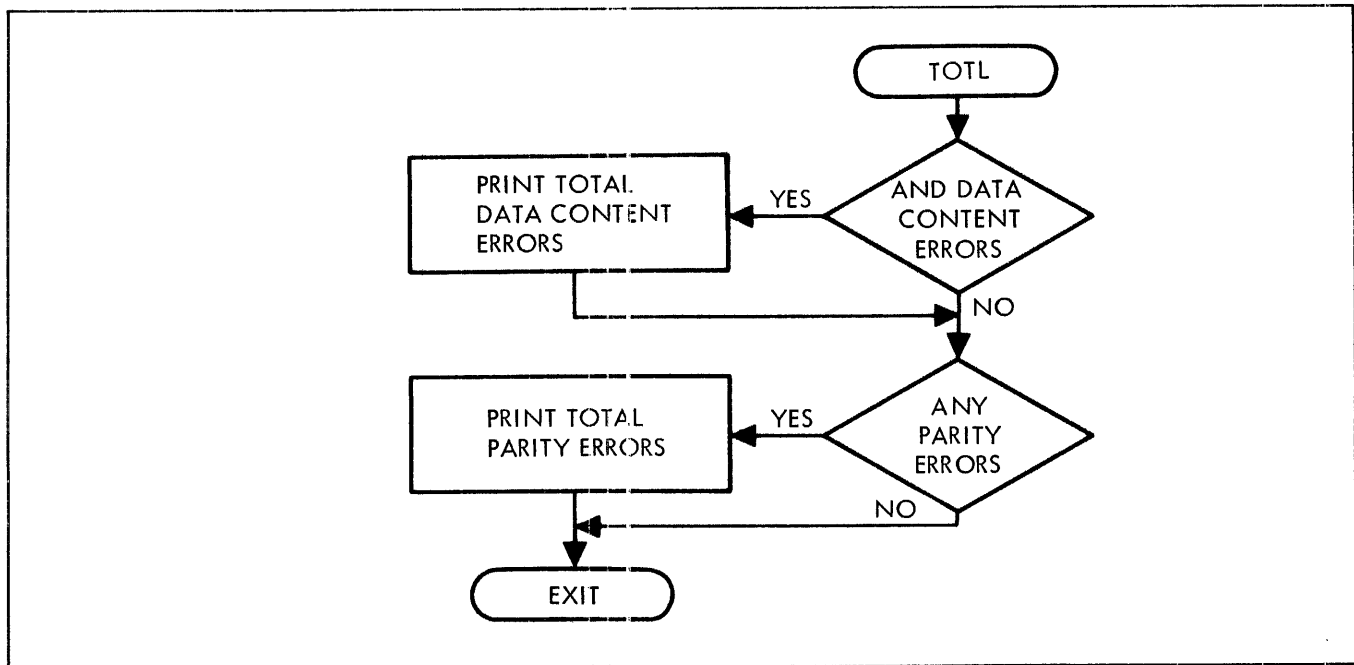 TOTL
AND DATA
CONTENT
ERRORS
YES
PRINT TOTAL
DATA CONTENT
ERRORS
NO
ANY
PARITY
ERRORS
YES
PRINT TOTAL
PARITY ERRORS
NO
EXIT